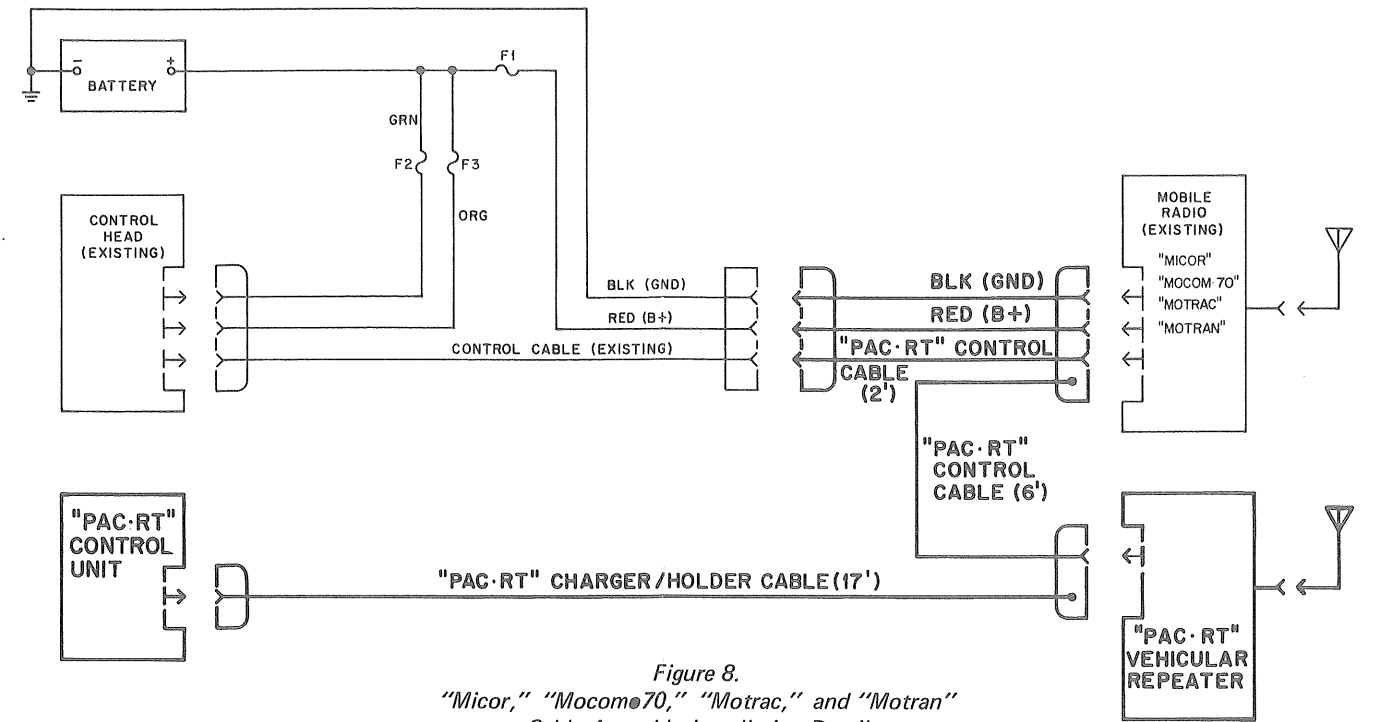 F1
- +
BATTERY
GRN
F2 F3
ORG
CONTROL
HEAD
(EXISTING)
MOBILE
RADIO
(EXISTING)
"MICOR"
"MOCOM·70"
"MOTRAC"
"MOTRAN"
BLK (GND)
RED (B+)
CONTROL CABLE (EXISTING)
BLK (GND)
RED (B+)
"PAC·RT" CONTROL
CABLE
(2')
"PAC·RT"
CONTROL
CABLE (6')
"PAC·RT"
CONTROL
UNIT
"PAC·RT" CHARGER/HOLDER CABLE (17')
"PAC·RT"
VEHICULAR
REPEATER
Figure 8.
"Micor," "Mocom●70," "Motrac," and "Motran"